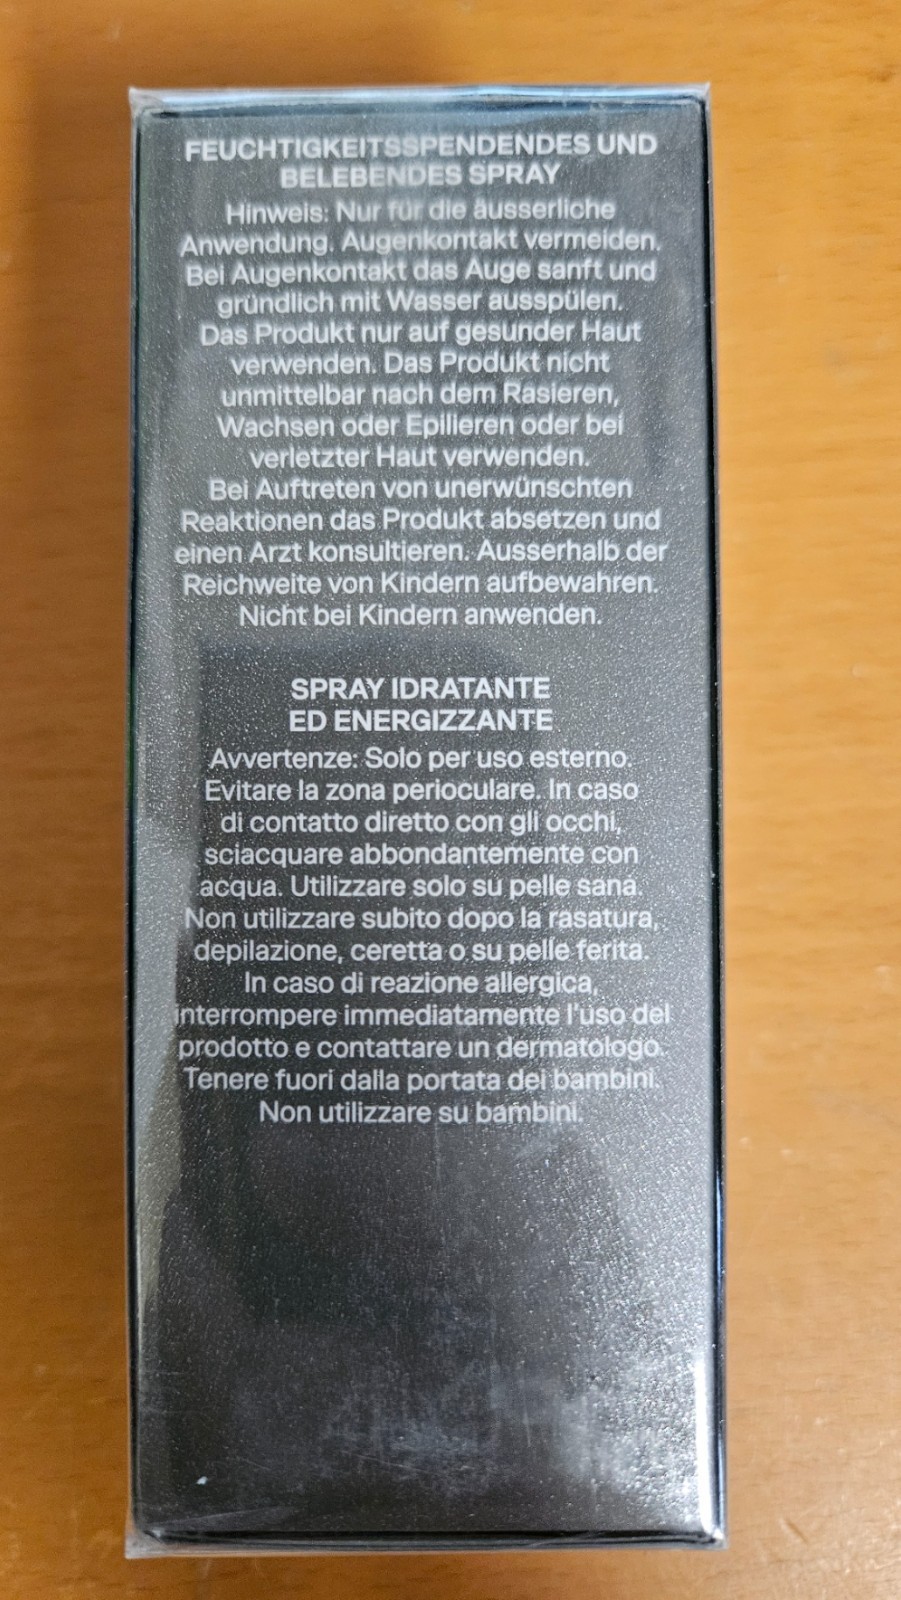 FEUCHTIGKEITSSPENDENDES UND
BELEBENDES SPRAY
Hinweis: Nur für die äusserliche
Anwendung. Augenkontakt vermeiden.
Bei Augenkontakt das Auge sanft und
gründlich mit Wasser ausspülen.
Das Produkt nur auf gesunder Haut
verwenden. Das Produkt nicht
unmittelbar nach dem Rasieren,
Wachsen oder Epilieren oder bei
verletzter Haut verwenden.
Bei Auftreten von unerwünschten
Reaktionen das Produkt absetzen und
einen Arzt konsultieren. Ausserhalb der
Reichweite von Kindern aufbewahren.
Nicht bei Kindern anwenden.
SPRAY IDRATANTE
ED ENERGIZZANTE
Avvertenze: Solo per uso esterno.
Evitare la zona perioculare. In caso
di contatto diretto con gli occhi,
sciacquare abbondantemente con
acqua. Utilizzare solo su pelle sana.
Non utilizzare subito dopo la rasatura,
depilazione, ceretta o su pelle ferita.
In caso di reazione allergica,
interrompere immediatamente l'uso del
prodotto e contattare un dermatologo.
Tenere fuori dalla portata dei bambini.
Non utilizzare su bambini.